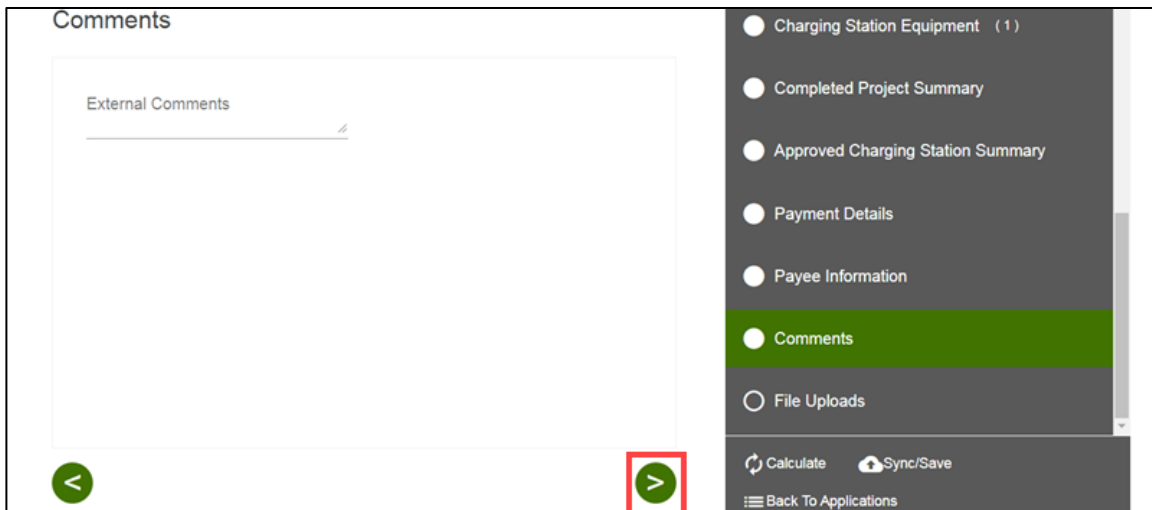 Comments
External Comments
<
>
Charging Station Equipment (1)
Completed Project Summary
Approved Charging Station Summary
Payment Details
Payee Information
Comments
File Uploads
Calculate Sync/Save
Back To Applications